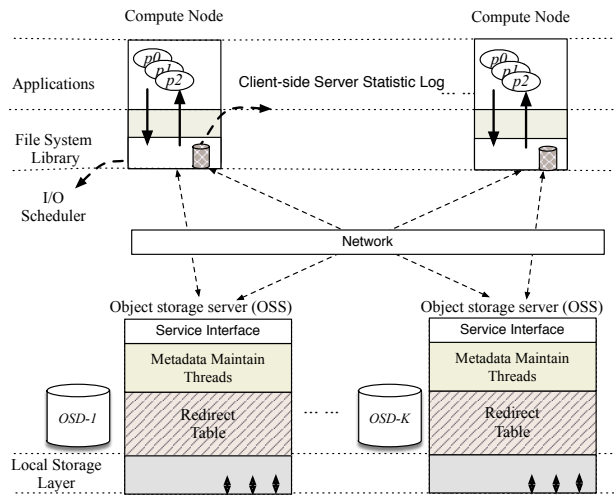 Compute Node
Compute Node
p0
p1
p2
p0
p1
p2
Applications
Client-side Server Statistic Log
... ...
File System
Library
I/O
Scheduler
Network
Object storage server (OSS)
Object storage server (OSS)
Service Interface
Service Interface
Metadata Maintain
Threads
Metadata Maintain
Threads
OSD-1
Redirect
Table
... ...
OSD-K
Redirect
Table
Local Storage
Layer